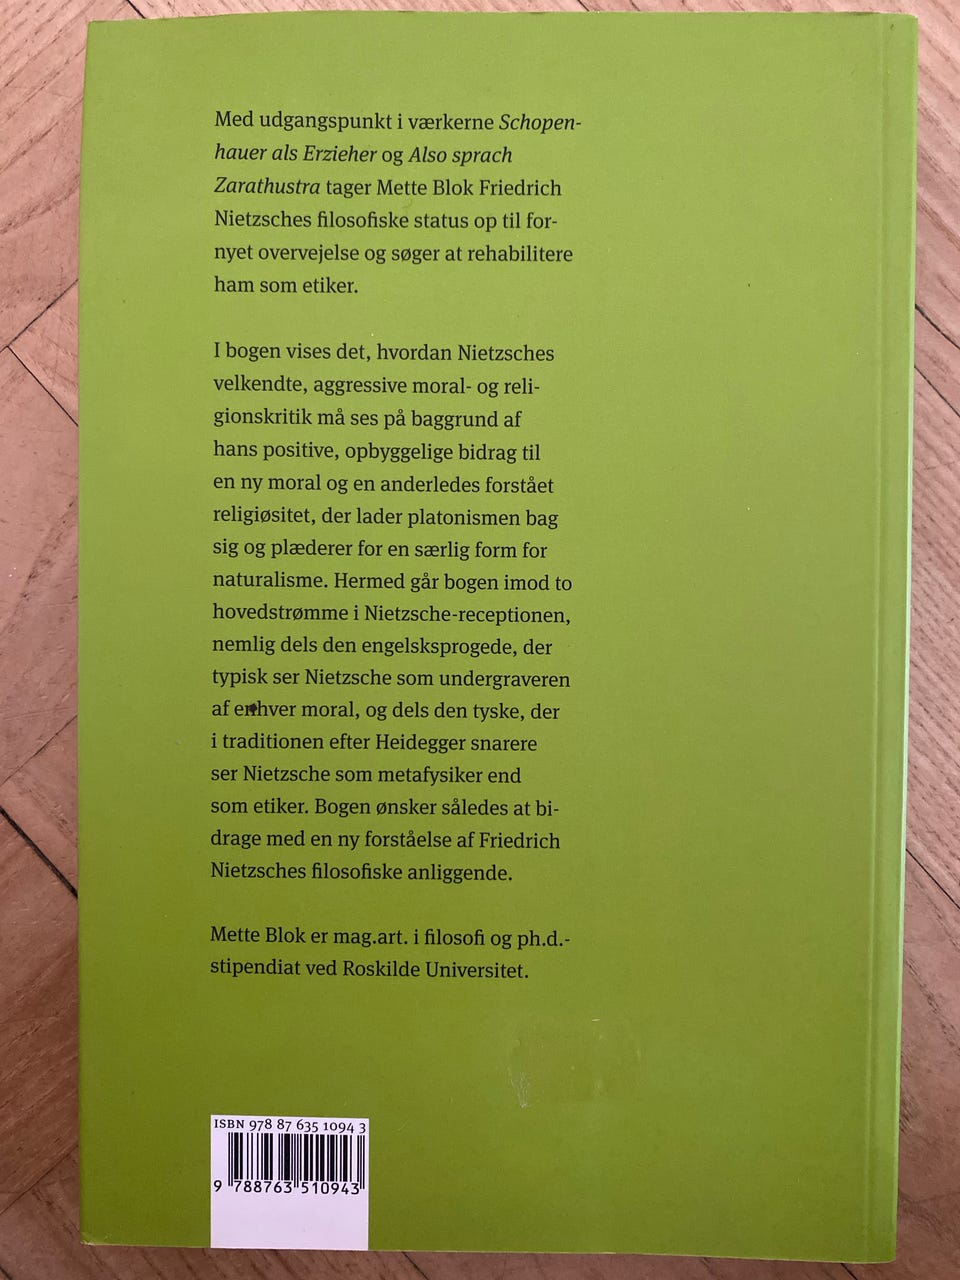 Med udgangspunkt i værkerne Schopen-
hauer als Erzieher og Also sprach
Zarathustra tager Mette Blok Friedrich
Nietzsches filosofiske status op til for-
nyet overvejelse og søger at rehabilitere
ham som etiker.
I bogen vises det, hvordan Nietzsches
velkendte, aggressive moral- og reli-
gionskritik må ses på baggrund af
hans positive, opbyggelige bidrag til
en ny moral og en anderledes forstået
religiøsitet, der lader platonismen bag
sig og plæderer for en særlig form for
naturalisme. Hermed går bogen imod to
hovedstrømme i Nietzsche-receptionen,
nemlig dels den engelsksprogede, der
typisk ser Nietzsche som undergraveren
af enhver moral, og dels den tyske, der
i traditionen efter Heidegger snarere
ser Nietzsche som metafysiker end
som etiker. Bogen ønsker således at bi-
drage med en ny forståelse af Friedrich
Nietzsches filosofiske anliggende.
Mette Blok er mag.art. i filosofi og ph.d.-
stipendiat ved Roskilde Universitet.
ISBN 978 87 635 1094 3
9 788763 510943